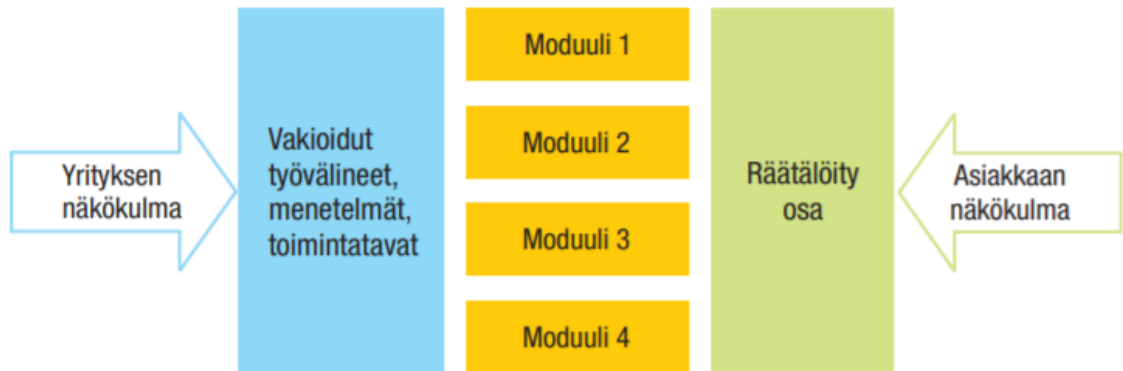 Yrityksen
näkökulma
Vakioidut
työvälineet,
menetelmät,
toimintatavat
Moduuli 1
Moduuli 2
Moduuli 3
Moduuli 4
Räätälöity
osa
Asiakkaan
näkökulma